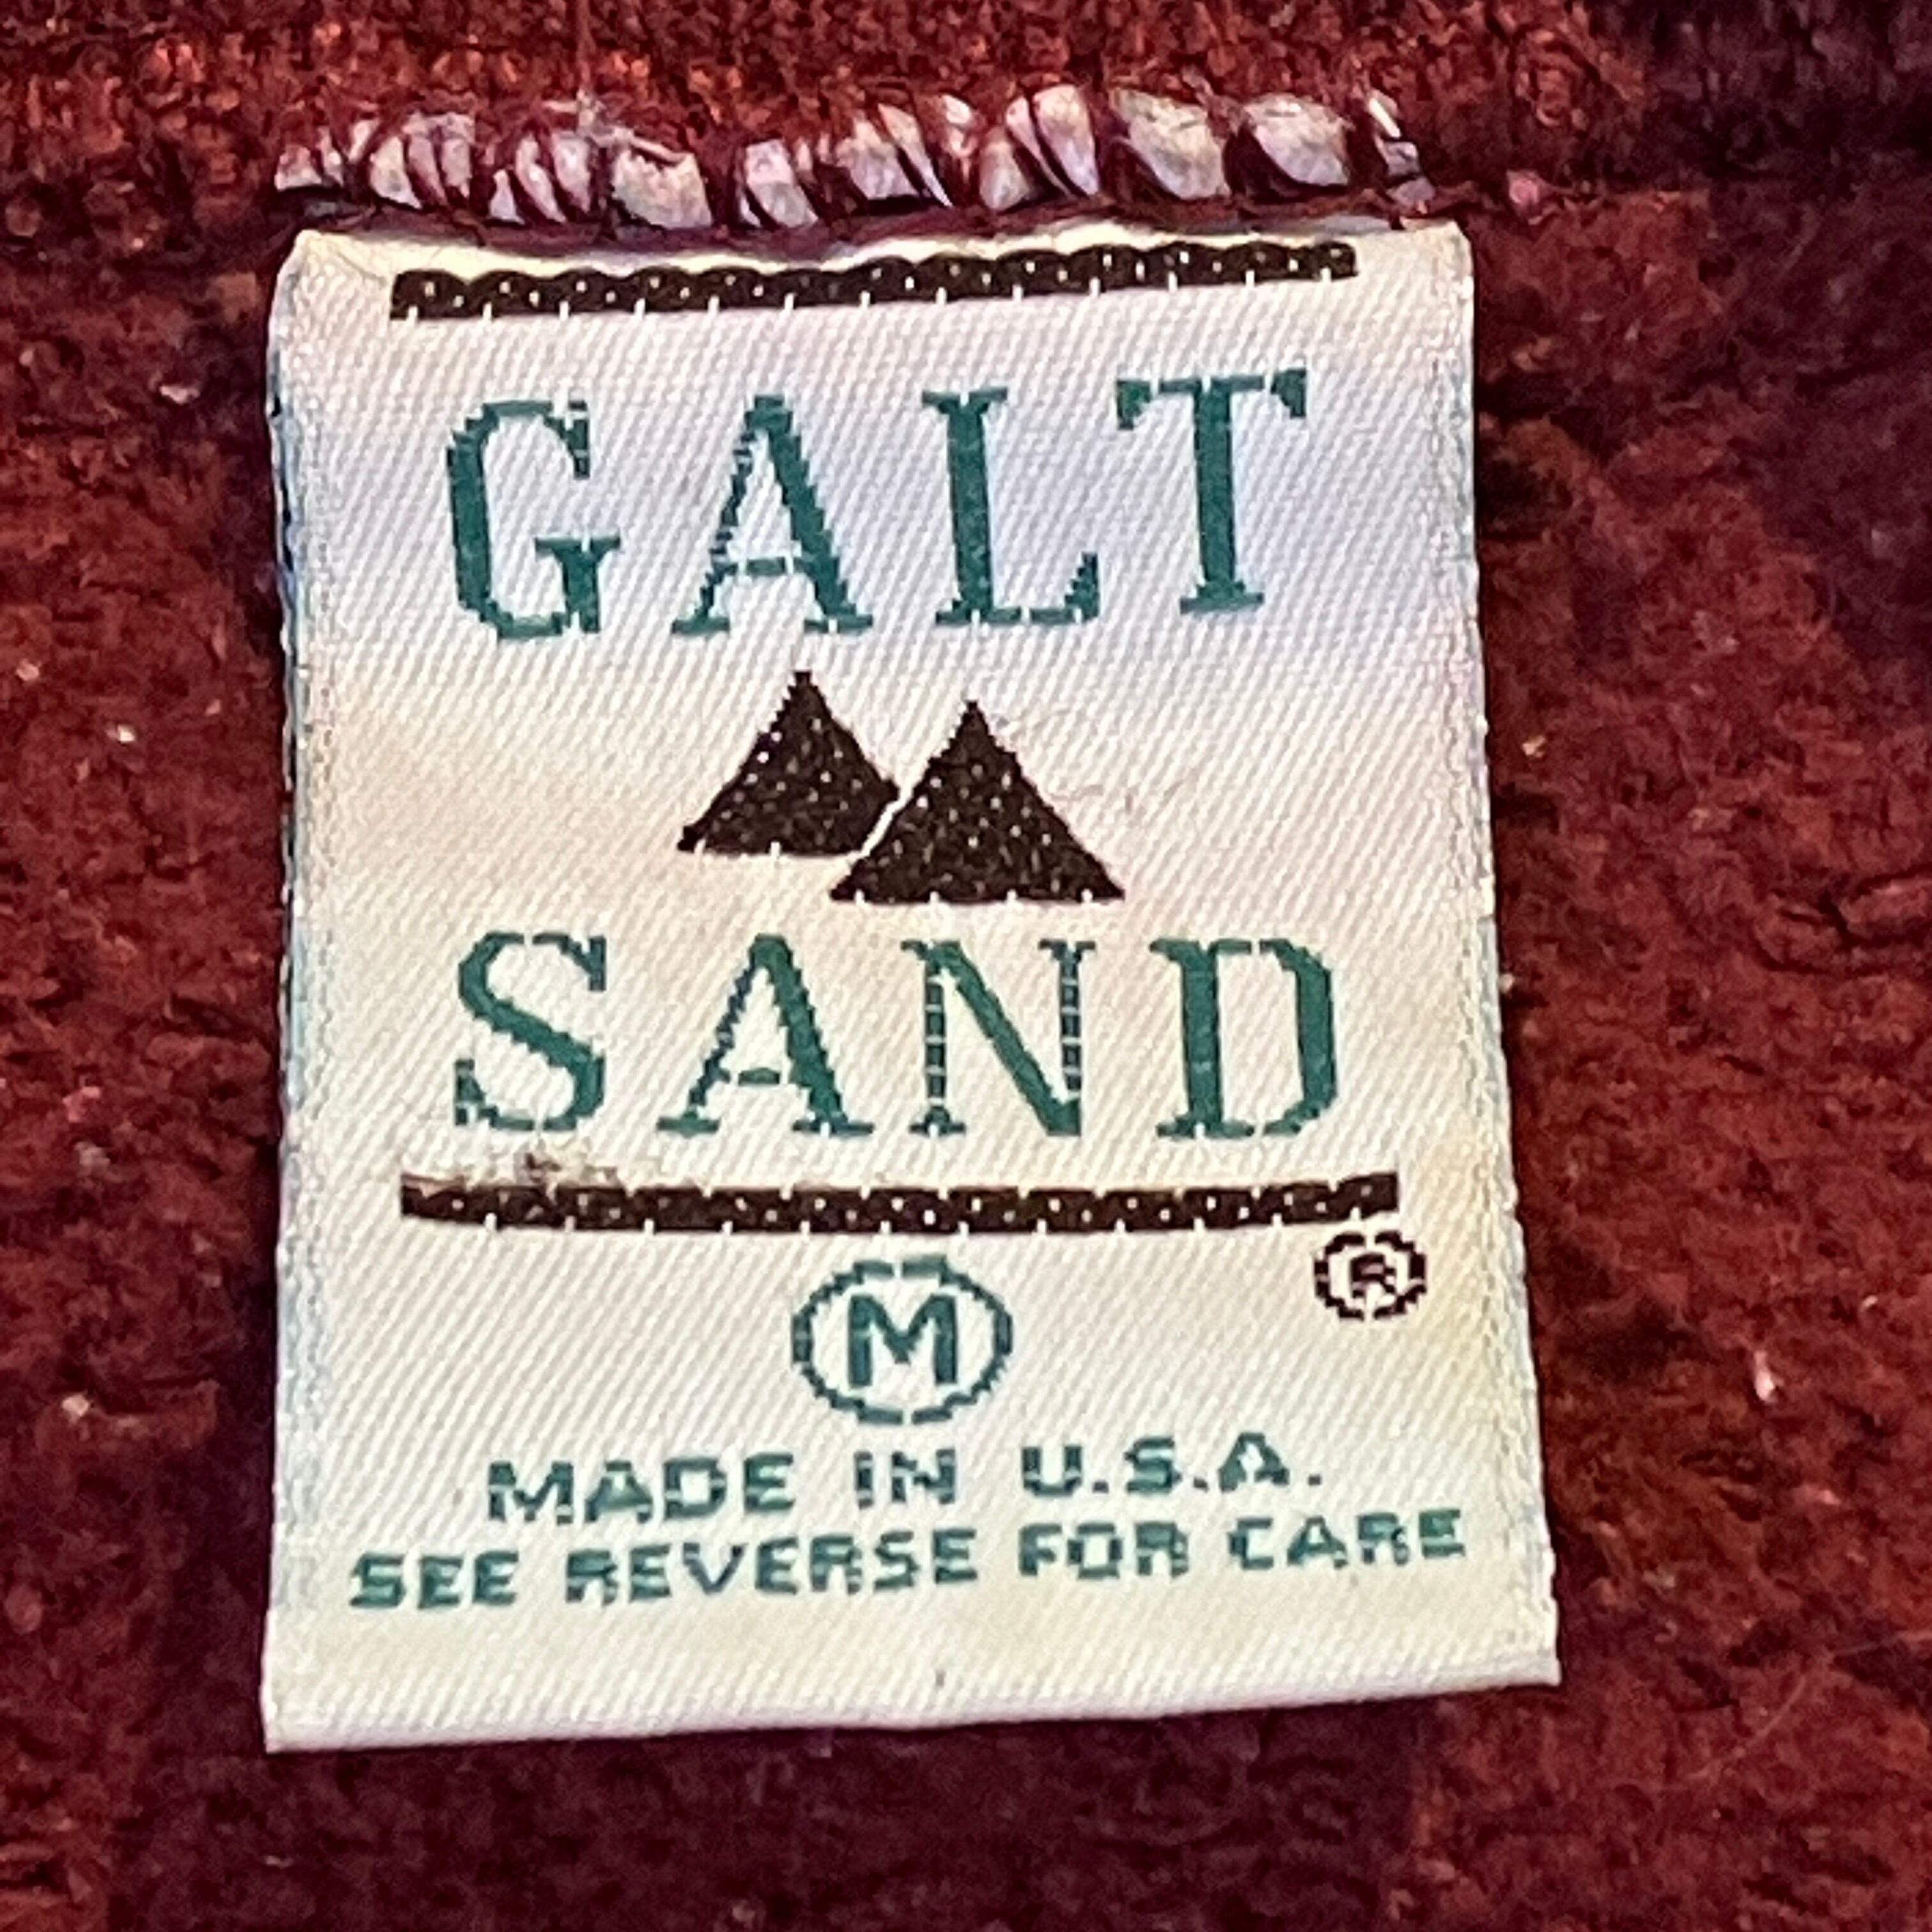 GALT
SAND
®
M
MADE IN U.S.A.
SEE REVERSE FOR CARE